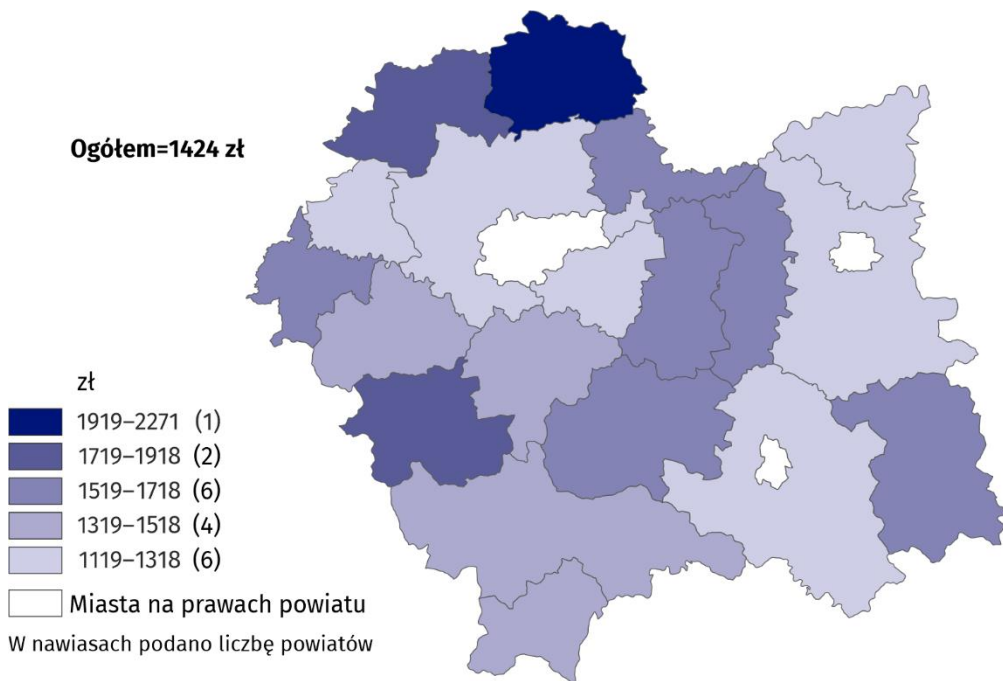 Ogółem=1424 zł
zł
1919–2271 (1)
1719–1918 (2)
1519–1718 (6)
1319–1518 (4)
1119–1318 (6)
Miasta na prawach powiatu
W nawiasach podano liczbę powiatów